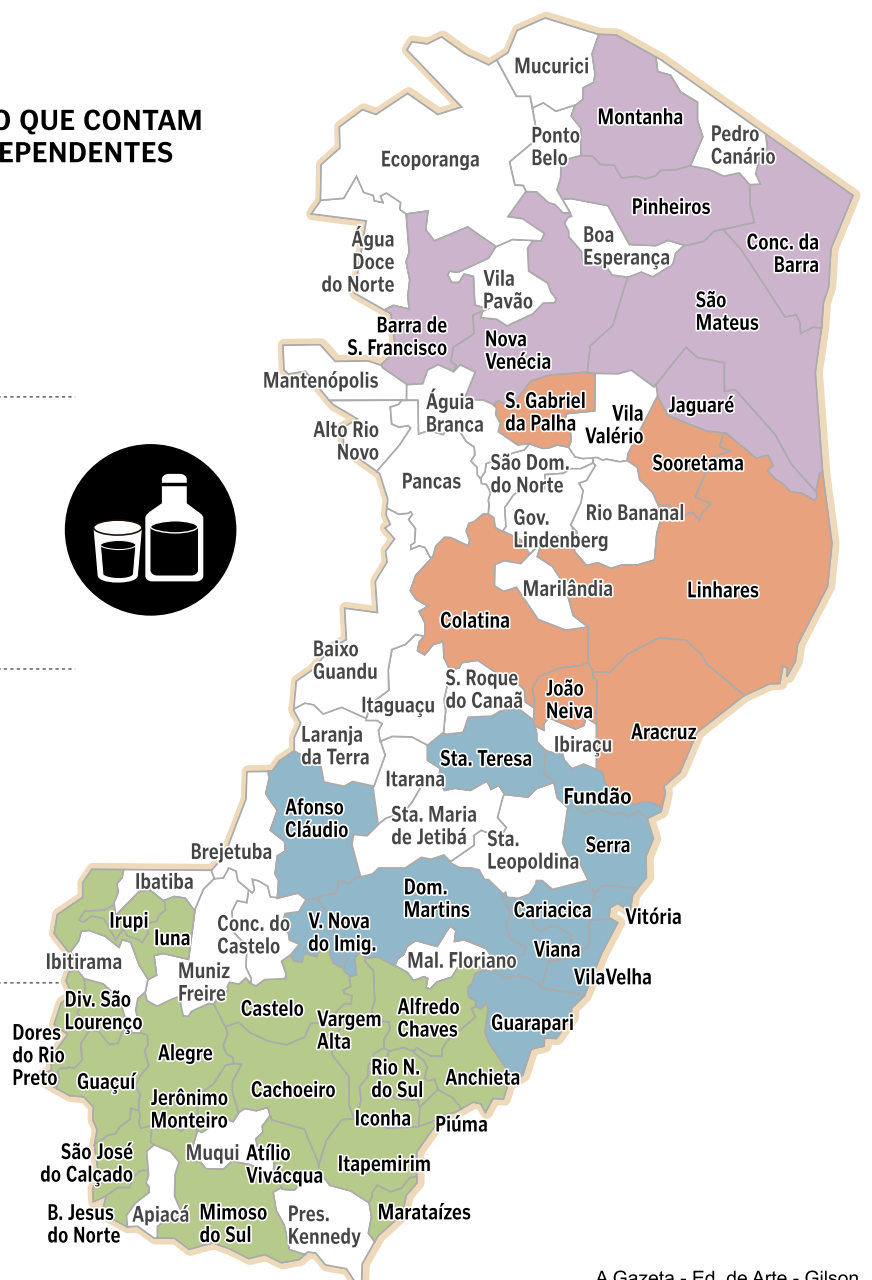 O QUE CONTAM
EPENDENTES
Mucurici
Montanha
Ponto
Belo
Pedro
Canário
Ecoporanga
Pinheiros
Água
Doce
do Norte
Boa
Esperança
Conc. da
Barra
Vila
Pavão
São
Mateus
Barra de
S. Francisco
Nova
Venécia
Mantenópolis
Águia
Branca
S. Gabriel
da Palha
Vila
Valério
Jaguaré
Alto Rio
Novo
Pancas
São Dom.
do Norte
Sooretama
Gov.
Lindenberg
Rio Bananal
Marilândia
Linhares
Colatina
Baixo
Guandu
Itaguaçu
S. Roque
do Canaã
João
Neiva
Laranja
da Terra
Ibiraçu
Aracruz
Itarana
Sta. Teresa
Fundão
Afonso
Cláudio
Sta. Maria
de Jetibá
Sta.
Leopoldina
Serra
Brejetuba
Ibatiba
Dom.
Martins
Cariacica
Vitória
Irupi
Iuna
Conc. do
Castelo
V. Nova
do Imig.
Viana
Ibitirama
Muniz
Freire
Mal. Floriano
VilaVelha
Div. São
Lourenço
Castelo
Vargem
Alta
Alfredo
Chaves
Guarapari
Dores
do Rio
Preto
Guaçuí
Alegre
Jerônimo
Monteiro
Cachoeiro
Rio N.
do Sul
Anchieta
Iconha
Piúma
São José
do Calçado
Muqui
Atílio
Vivácqua
Itapemirim
B. Jesus
do Norte
Apiacá
Mimoso
do Sul
Pres.
Kennedy
Marataízes
A Gazeta - Ed. de Arte - Gilson